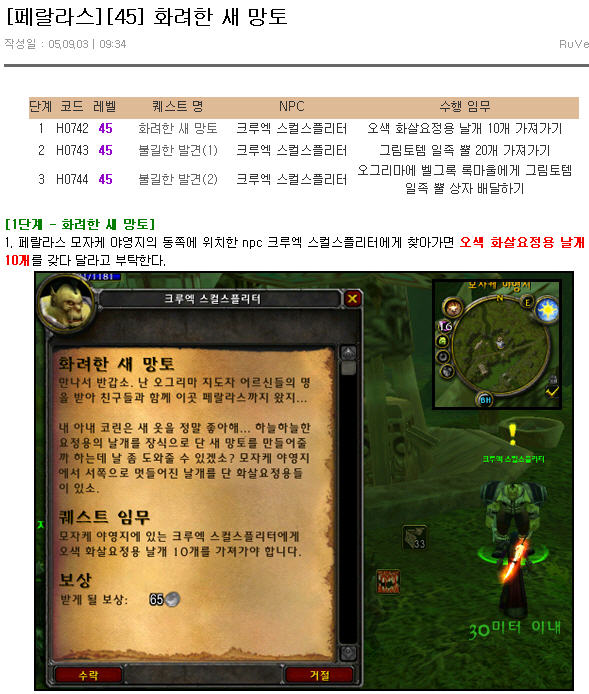 [페랄라스][45] 화려한 새 망토
작성일 : 05,09,03 | 09:34 RuVe
단계 코드 레벨 퀘스트 명 NPC 수행 임무
1 H0742 45 화려한 새 망토 크루엑 스컬스플리터 오색 화살요정용 날개 10개 가져가기
2 H0743 45 불길한 발견(1) 크루엑 스컬스플리터 그림토템 일족 뿔 20개 가져가기
3 H0744 45 불길한 발견(2) 크루엑 스컬스플리터 오그리마에 벨그록 록마울에게 그림토템
일족 뿔 상자 배달하기
[1단계 - 화려한 새 망토]
1. 페랄라스 모자케 야영지의 동쪽에 위치한 npc 크루엑 스컬스플리터에게 찾아가면 오색 화살요정용 날개
10개를 갖다 달라고 부탁한다.
크루엑 스컬스플리터
화려한 새 망토
만나서 반갑소. 난 오그리마 지도자 어르신들의 명
을 받아 친구들과 함께 이곳 페랄라스까지 왔지...
내 아내 코린은 새 옷을 정말 좋아해... 하늘하늘한
요정용의 날개를 장식으로 단 새 망토를 만들어줄
까 하는데 날 좀 도와줄 수 있겠소? 모자케 야영지
에서 서쪽으로 멋들어진 날개를 단 화살요정용들
이 있소.
퀘스트 임무
모자케 야영지에 있는 크루엑 스컬스플리터에게
오색 화살요정용 날개 10개를 가져가야 합니다.
보상
받게 될 보상: 65
수락 거절
모자케 야영지
N
E
16
BH
크루엑 스컬스플리터
33
30미터 이내